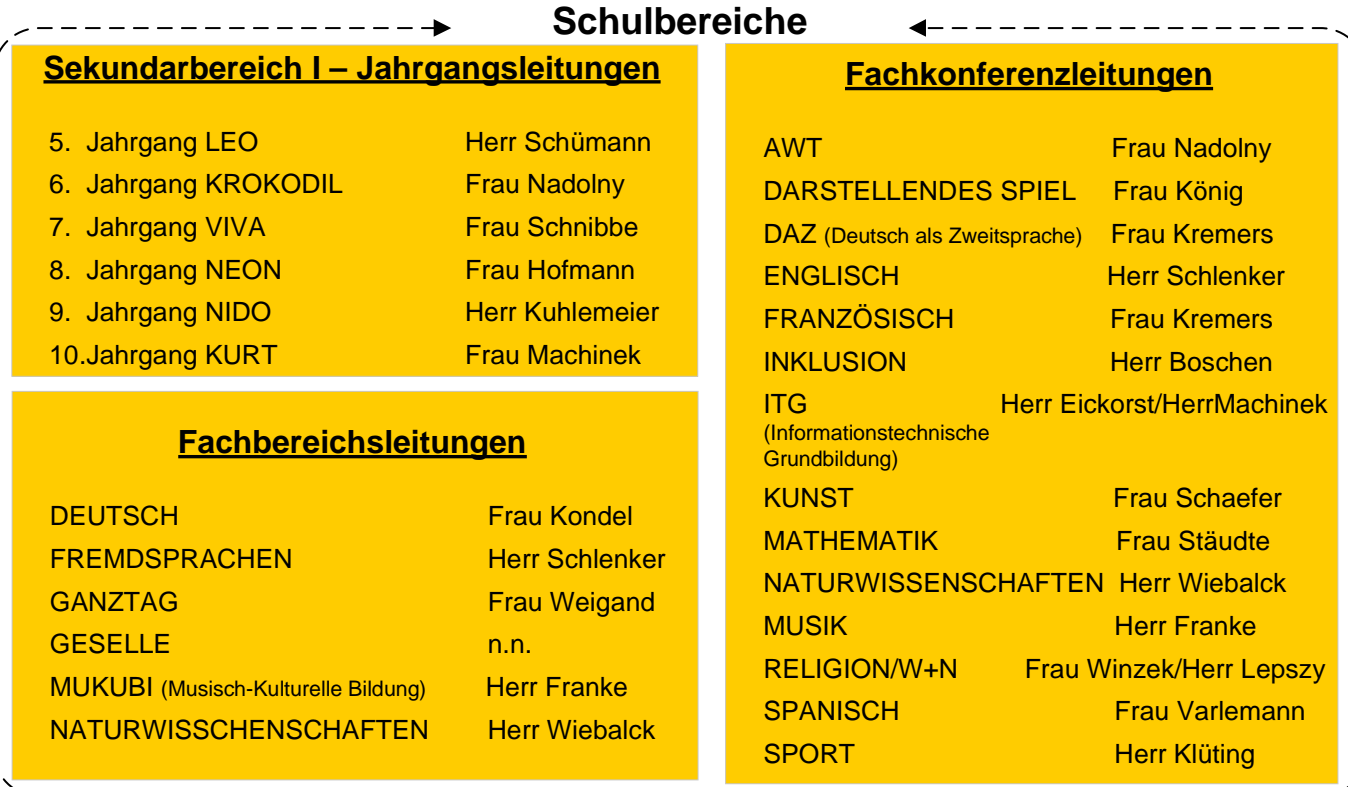 Schulbereiche
Sekundarbereich I – Jahrgangsleitungen
5. Jahrgang LEO Herr Schümann
6. Jahrgang KROKODIL Frau Nadolny
7. Jahrgang VIVA Frau Schnibbe
8. Jahrgang NEON Frau Hofmann
9. Jahrgang NIDO Herr Kuhlemeier
10.Jahrgang KURT Frau Machinek
Fachbereichsleitungen
DEUTSCH Frau Kondel
FREMDSPRACHEN Herr Schlenker
GANZTAG Frau Weigand
GESELLE n.n.
MUKUBI (Musisch-Kulturelle Bildung) Herr Franke
NATURWISSCHENSCHAFTEN Herr Wiebalck
Fachkonferenzleitungen
AWT Frau Nadolny
DARSTELLENDES SPIEL Frau König
DAZ (Deutsch als Zweitsprache) Frau Kremers
ENGLISCH Herr Schlenker
FRANZÖSISCH Frau Kremers
INKLUSION Herr Boschen
ITG Herr Eickorst/HerrMachinek
(Informationstechnische
Grundbildung)
KUNST Frau Schaefer
MATHEMATIK Frau Stäudte
NATURWISSENSCHAFTEN Herr Wiebalck
MUSIK Herr Franke
RELIGION/W+N Frau Winzek/Herr Lepszy
SPANISCH Frau Varlemann
SPORT Herr Klüting